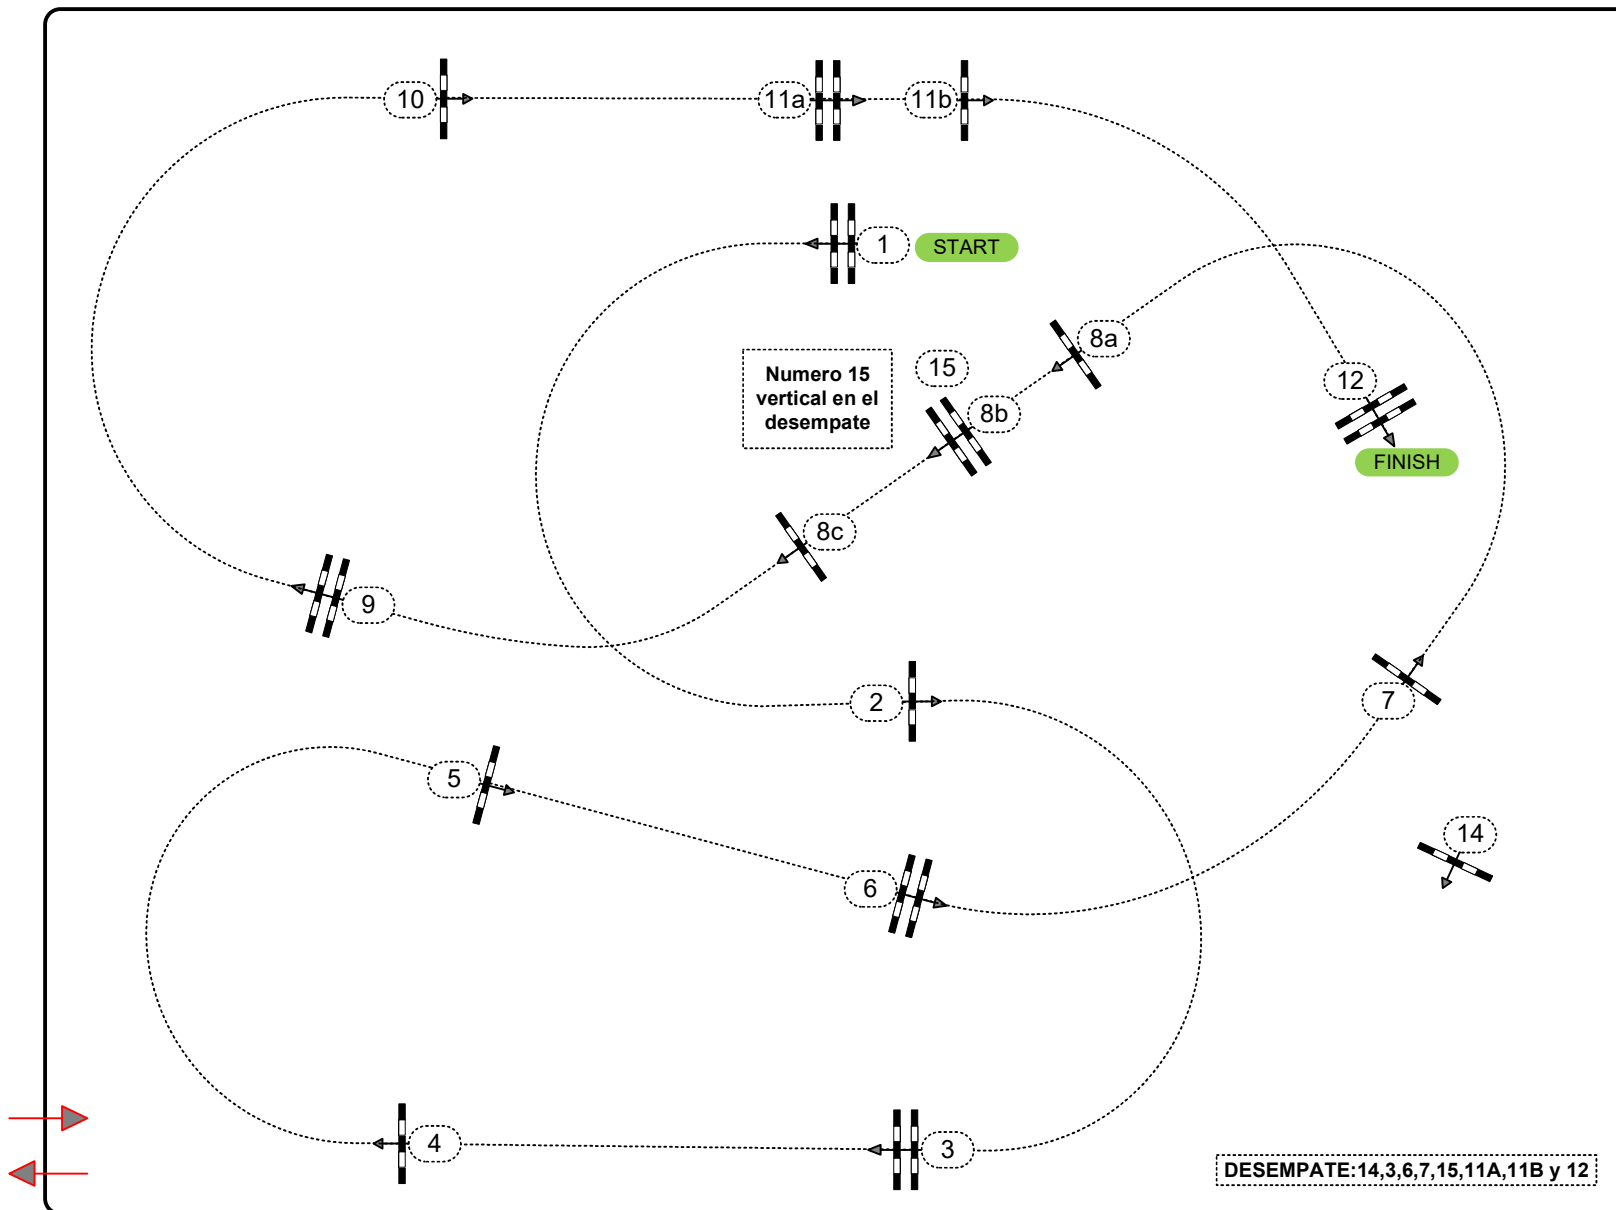 10
11a
11b
1
START
8a
15
Numero 15
vertical en el
desempate
12
8b
FINISH
8c
9
2
7
5
14
6
4
3
DESEMPATE:14,3,6,7,15,11A,11B y 12